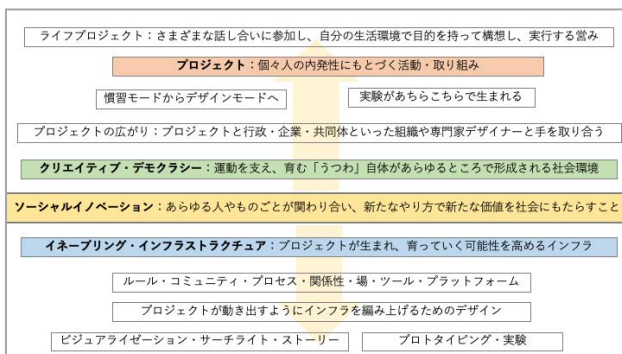 ライフプロジェクト：さまざまな話し合いに参加し、自分の生活環境で目的を持って構想し、実行する営み
プロジェクト：個々人の内発性にもとづく活動・取り組み
慣習モードからデザインモードへ
実験があちらこちらで生まれる
プロジェクトの広がり：プロジェクトと行政・企業・共同体といった組織や専門家デザイナーと手を取り合う
クリエイティブ・デモクラシー：運動を支え、育む「うつわ」自体があらゆるところで形成される社会環境
ソーシャルイノベーション：あらゆる人やものごとが関わり合い、新たなやり方で新たな価値を社会にもたらすこと
イネーブリング・インフラストラクチュア：プロジェクトが生まれ、育っていく可能性を高めるインフラ
ルール・コミュニティ・プロセス・関係性・場・ツール・プラットフォーム
プロジェクトが動き出すようにインフラを編み上げるためのデザイン
ビジュアライゼーション・サーチライト・ストーリー
プロトタイピング・実験